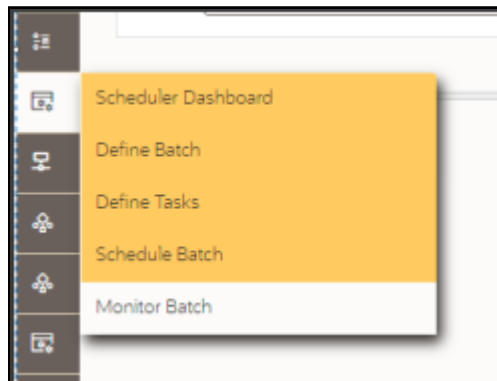 Scheduler Dashboard
Define Batch
Define Tasks
Schedule Batch
Monitor Batch